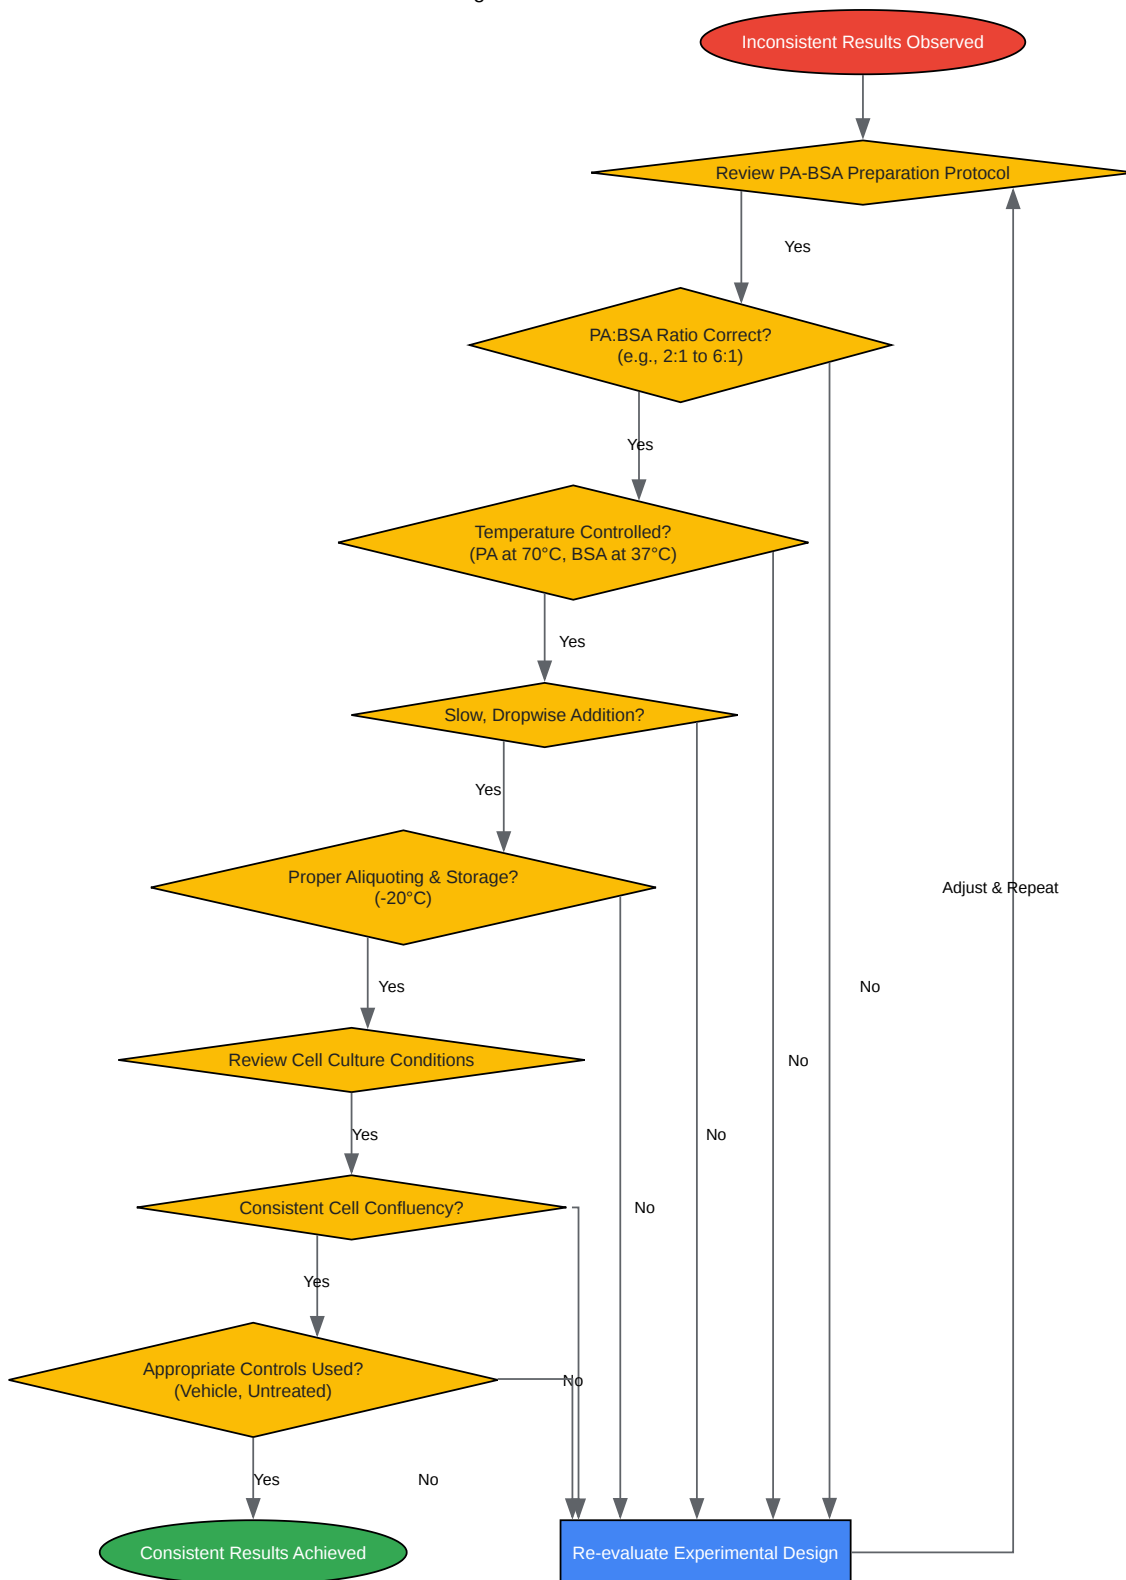 Inconsistent Results Observed
Review PA-BSA Preparation Protocol
Yes
PA:BSA Ratio Correct?
(e.g., 2:1 to 6:1)
Yes
Temperature Controlled?
(PA at 70°C, BSA at 37°C)
Yes
Slow, Dropwise Addition?
Yes
Proper Aliquoting & Storage?
(-20°C)
Adjust & Repeat
Yes
No
Review Cell Culture Conditions
No
Yes
No
Consistent Cell Confluency?
No
Yes
Appropriate Controls Used?
(Vehicle, Untreated)
No
Yes
No
Consistent Results Achieved
Re-evaluate Experimental Design